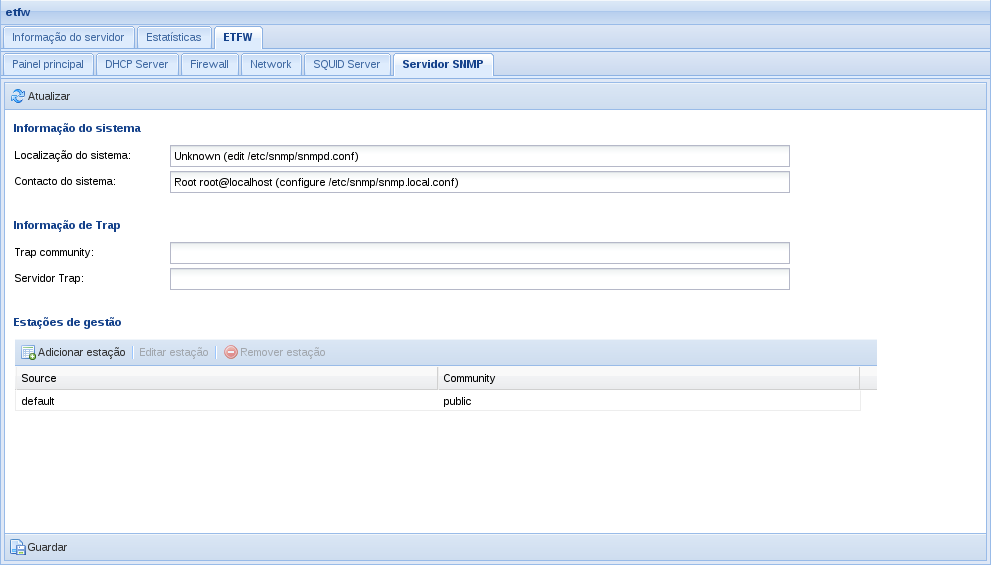 etfw
Informação do servidor Estatísticas ETFW
Painel principal DHCP Server Firewall Network SQUID Server Servidor SNMP
Atualizar
Informação do sistema
Localização do sistema: Unknown (edit /etc/snmp/snmpd.conf)
Contacto do sistema: Root root@localhost (configure /etc/snmp/snmp.local.conf)
Informação de Trap
Trap community:
Servidor Trap:
Estações de gestão
Adicionar estação Editar estação Remover estação
Source Community
default public
Guardar